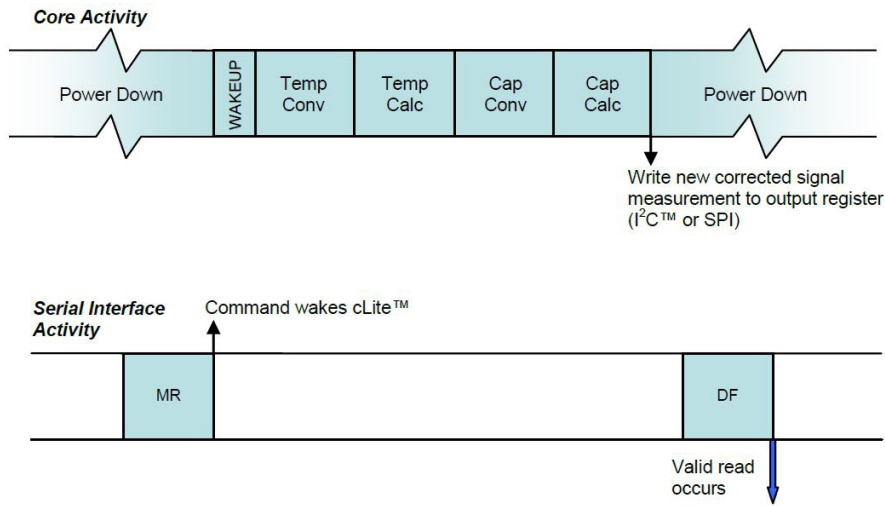 Core Activity
Power Down
WAKEUP
Temp
Conv
Temp
Calc
Cap
Conv
Cap
Calc
Power Down
Write new corrected signal
measurement to output register
(I²C™ or SPI)
Serial Interface
Activity
Command wakes cLite™
MR
DF
Valid read
occurs